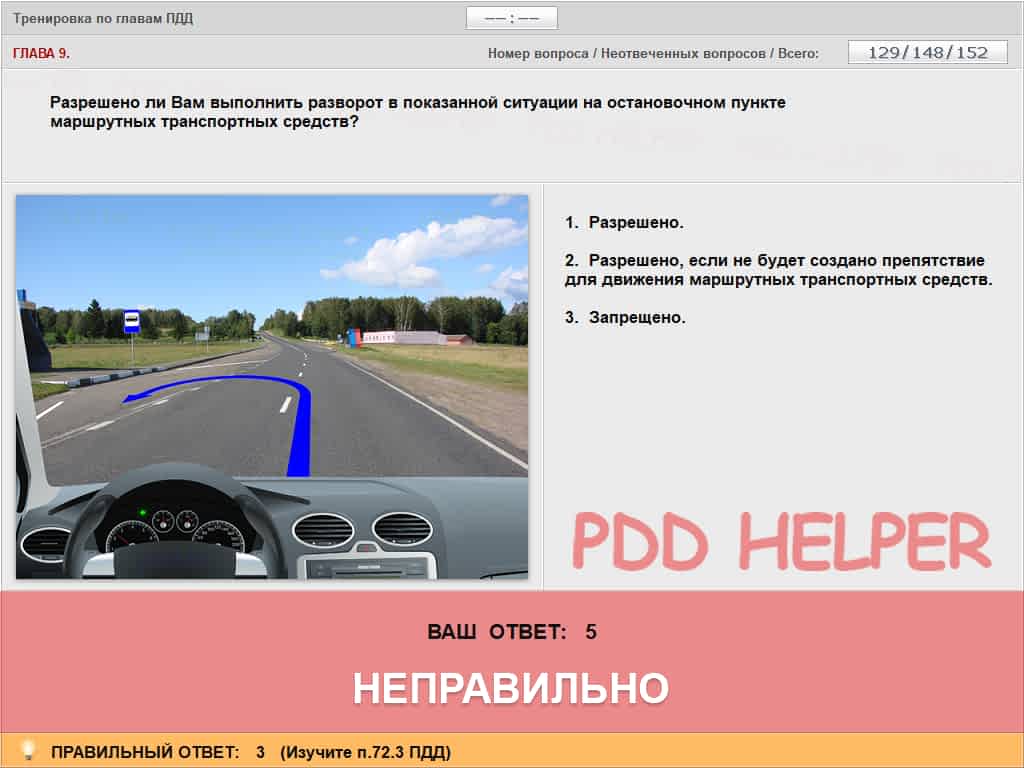 Тренировка по главам ПДД
—— : ——
ГЛАВА 9.
Номер вопроса / Неотвеченных вопросов / Всего:
129/148/152
Разрешено ли Вам выполнить разворот в показанной ситуации на остановочном пункте
маршрутных транспортных средств?
1. Разрешено.
2. Разрешено, если не будет создано препятствие
для движения маршрутных транспортных средств.
3. Запрещено.
PDD HELPER
ВАШ ОТВЕТ: 5
НЕПРАВИЛЬНО
ПРАВИЛЬНЫЙ ОТВЕТ: 3 (Изучите п.72.3 ПДД)